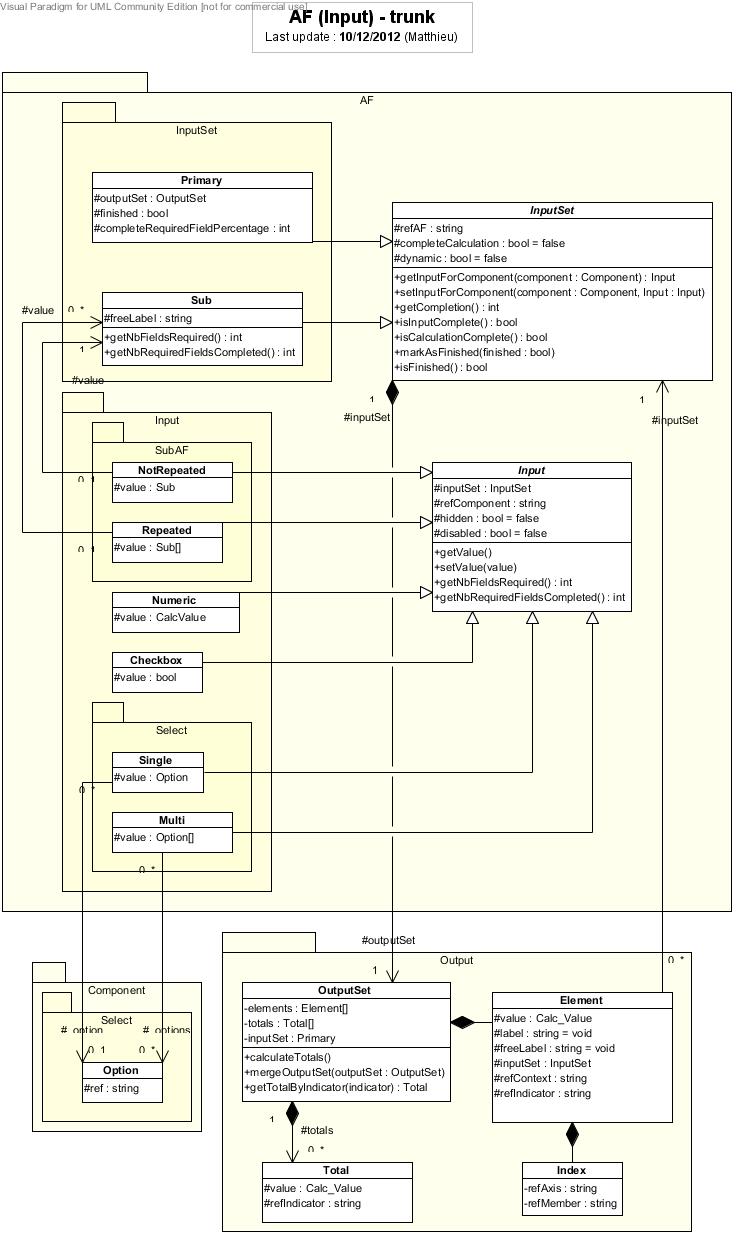 Visual Paradigm for UML Community Edition [not for commercial use]
AF (Input) - trunk
Last update : 10/12/2012 (Matthieu)
AF
InputSet
Primary
#outputSet : OutputSet
#finished : bool
#completeRequiredFieldPercentage : int
InputSet
#refAF : string
#completeCalculation : bool = false
#dynamic : bool = false
+getInputForComponent(component : Component) : Input
+setInputForComponent(component : Component, Input : Input)
+getCompletion() : int
+isInputComplete() : bool
+isCalculationComplete() : bool
+markAsFinished(finished : bool)
+isFinished() : bool
Sub
#freeLabel : string
+getNbFieldsRequired() : int
+getNbRequiredFieldsCompleted() : int
#value
0..*
1
#value
1
#inputSet
1
#inputSet
Input
SubAF
NotRepeated
#value : Sub
0..1
Repeated
#value : Sub[]
0..1
Input
#inputSet : InputSet
#refComponent : string
#hidden : bool = false
#disabled : bool = false
+getValue()
+setValue(value)
+getNbFieldsRequired() : int
+getNbRequiredFieldsCompleted() : int
Numeric
#value : CalcValue
Checkbox
#value : bool
Select
Single
#value : Option
0..*
Multi
#value : Option[]
0..*
#outputSet
1
0..*
Component
Select
#_option
#_options
0..1
0..*
Option
#ref : string
Output
OutputSet
-elements : Element[]
-totals : Total[]
-inputSet : Primary
+calculateTotals()
+mergeOutputSet(outputSet : OutputSet)
+getTotalByIndicator(indicator) : Total
Element
#value : Calc_Value
#label : string = void
#freeLabel : string = void
#inputSet : InputSet
#refContext : string
#refIndicator : string
1
#totals
0..*
Total
#value : Calc_Value
#refIndicator : string
Index
-refAxis : string
-refMember : string